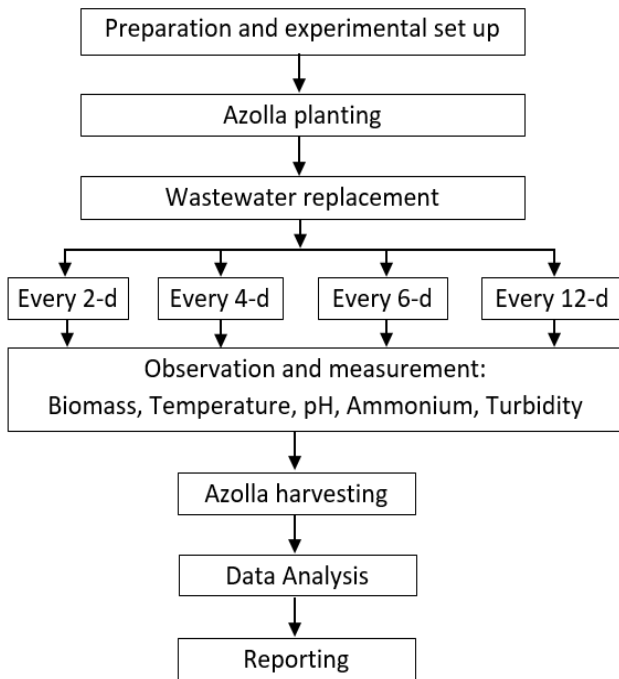 Preparation and experimental set up
Azolla planting
Wastewater replacement
Every 2-d
Every 4-d
Every 6-d
Every 12-d
Observation and measurement:
Biomass, Temperature, pH, Ammonium, Turbidity
Azolla harvesting
Data Analysis
Reporting